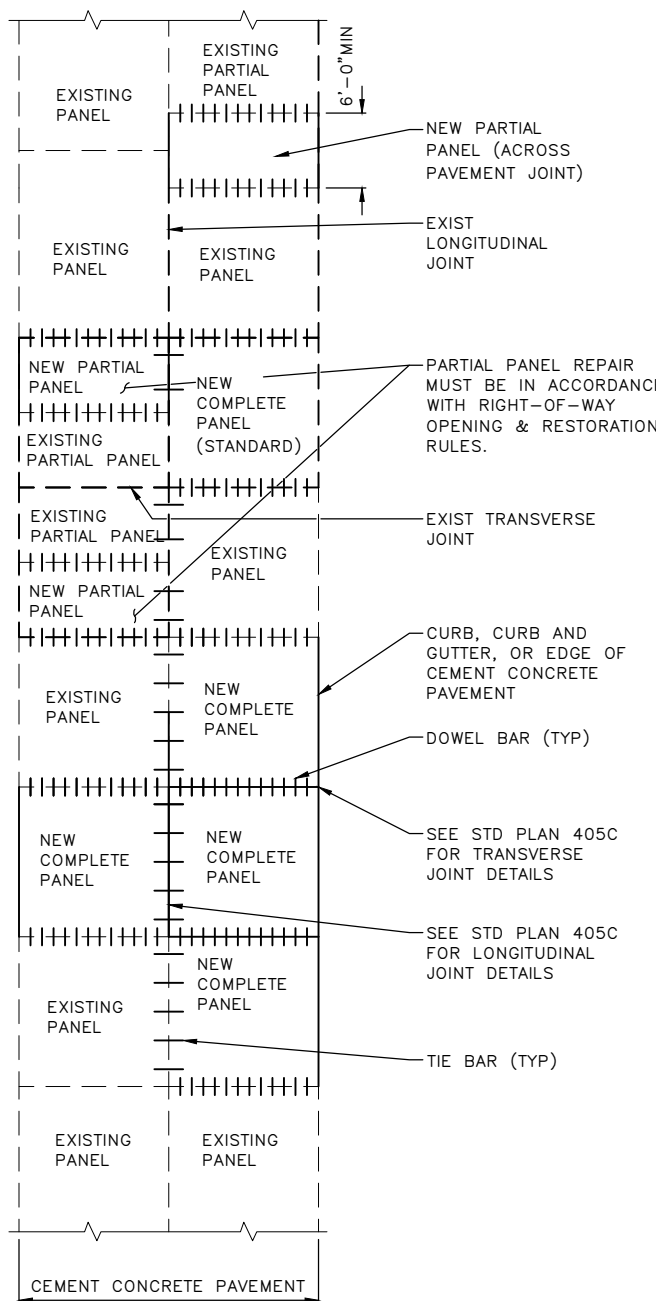 EXISTING
PARTIAL
PANEL
6'-0"MIN
EXISTING
PANEL
NEW PARTIAL
PANEL (ACROSS
PAVEMENT JOINT)
EXIST
LONGITUDINAL
JOINT
EXISTING
PANEL
EXISTING
PANEL
NEW PARTIAL
PANEL
NEW
COMPLETE
PANEL
(STANDARD)
PARTIAL PANEL REPAIR
MUST BE IN ACCORDANCE
WITH RIGHT-OF-WAY
OPENING & RESTORATION
RULES.
EXISTING
PARTIAL PANEL
EXISTING
PARTIAL PANEL
EXIST TRANSVERSE
JOINT
EXISTING
PANEL
NEW PARTIAL
PANEL
CURB, CURB AND
GUTTER, OR EDGE OF
CEMENT CONCRETE
PAVEMENT
EXISTING
PANEL
NEW
COMPLETE
PANEL
DOWEL BAR (TYP)
NEW
COMPLETE
PANEL
NEW
COMPLETE
PANEL
SEE STD PLAN 405C
FOR TRANSVERSE
JOINT DETAILS
SEE STD PLAN 405C
FOR LONGITUDINAL
JOINT DETAILS
NEW
COMPLETE
PANEL
EXISTING
PANEL
TIE BAR (TYP)
EXISTING
PANEL
EXISTING
PANEL
CEMENT CONCRETE PAVEMENT